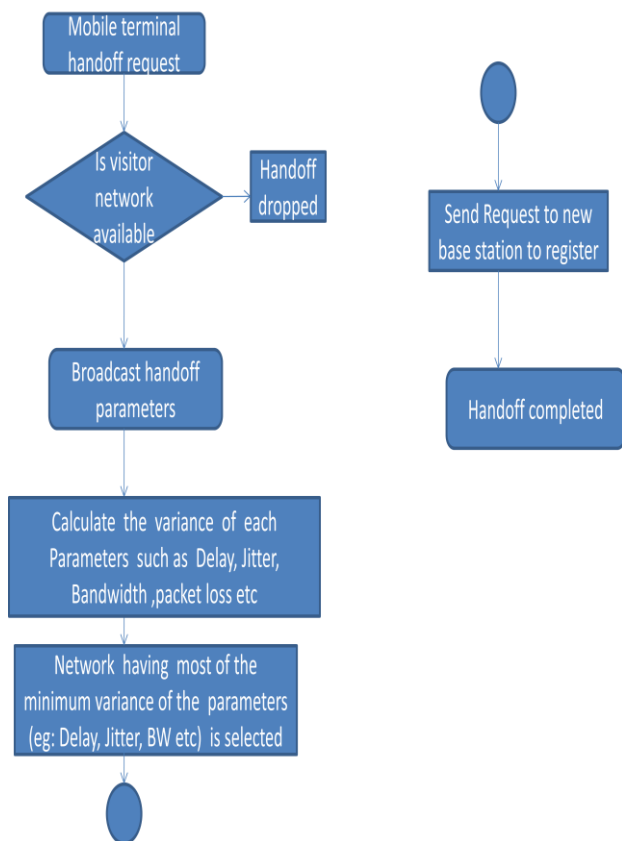 Mobile terminal
handoff request
Is visitor
network
available
Handoff
dropped
Broadcast handoff
parameters
Calculate the variance of each
Parameters such as Delay, Jitter,
Bandwidth ,packet loss etc
Network having most of the
minimum variance of the parameters
(eg: Delay, Jitter, BW etc) is selected
Send Request to new
base station to register
Handoff completed